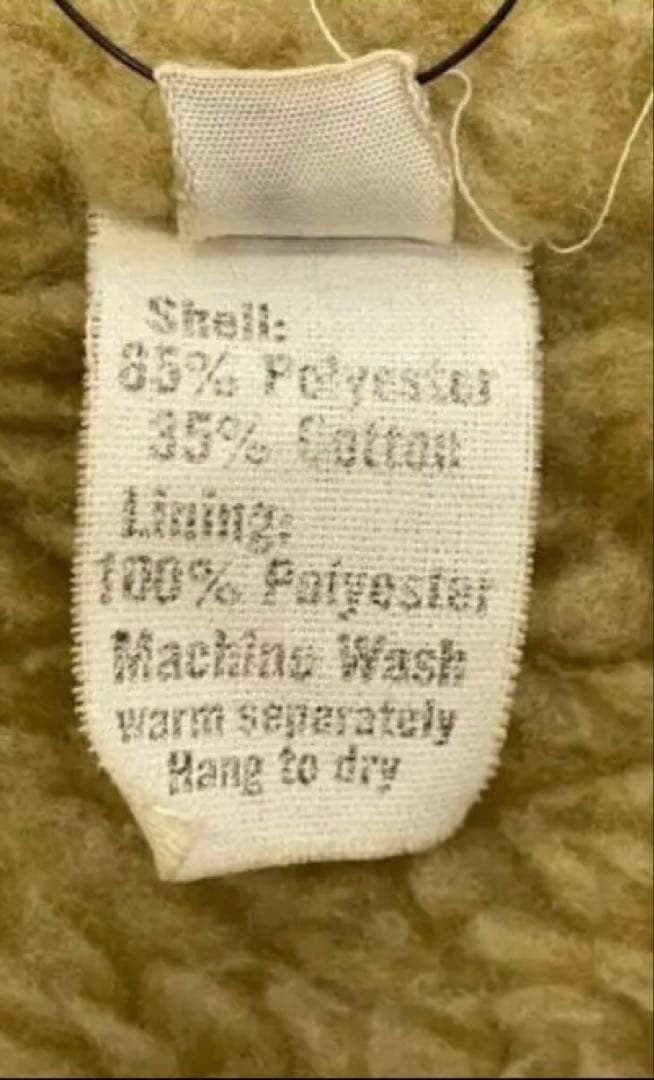 Shell:
65% Polyester
35% Cotton
Lining:
100% Polyester
Machine Wash
warm separately
Hang to dry